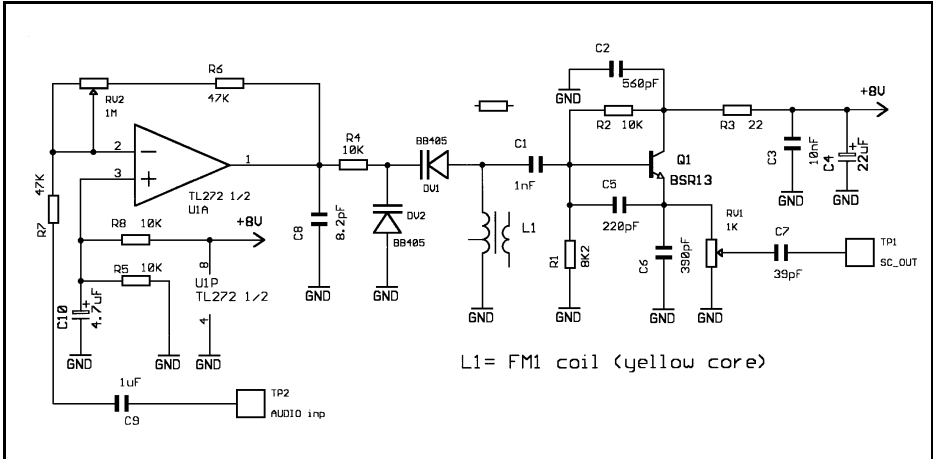 C2
560pF
GND
+8V
R6
47K
RV2
1M
R2 10K
R3 22
R4
10K
BB405
DV1
C1
1nF
Q1
BSR13
C3
10nF
C4
22uF
GND
GND
2
3
1
TL272 1/2
U1A
47K
R7
C8
8.2pF
DV2
BB405
L1
C5
220pF
RV1
1K
C7
39pF
TP1
SC_OUT
R8 10K
+8V
R1
8K2
C6
390pF
R5 10K
8
U1P
TL272 1/2
4
C10
4.7uF
GND
GND
GND
GND
GND
GND
GND
GND
GND
L1= FM1 coil (yellow core)
1uF
C9
TP2
AUDIO inp